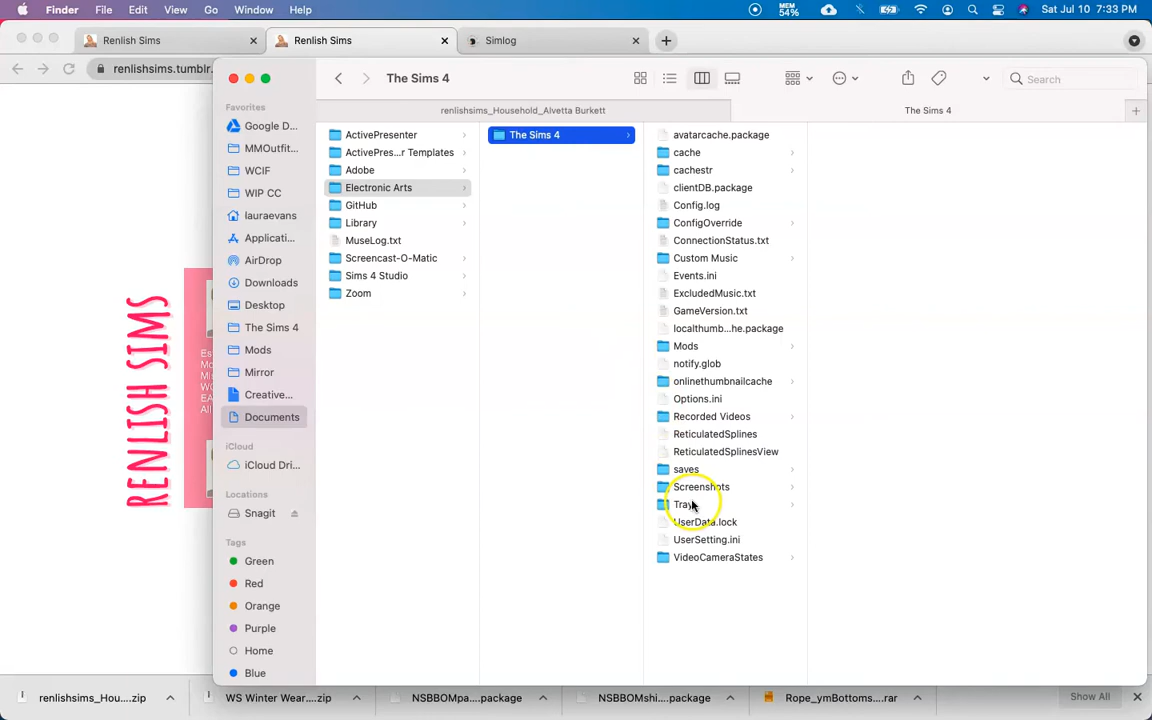 Finder File Edit View Go Window Help MEM 54% Sat Jul 10 7:33 PM
Renlish Sims × Renlish Sims × Simlog × +
renlishsims.tumblr.
The Sims 4 Search
renlishsims_Household_Alvetta Burkett The Sims 4 +
Favorites
Google D...
MMOutfit...
WCIF
WIP CC
lauraevans
Applicati...
AirDrop
Downloads
Desktop
The Sims 4
Mods
Mirror
Creative...
Documents
iCloud
iCloud Dri...
Locations
Snagit
Tags
Green
Red
Orange
Purple
Home
Blue
ActivePresenter
ActivePres...r Templates
Adobe
Electronic Arts
GitHub
Library
MuseLog.txt
Screencast-O-Matic
Sims 4 Studio
Zoom
The Sims 4
avatarcache.package
cache
cachestr
clientDB.package
Config.log
ConfigOverride
ConnectionStatus.txt
Custom Music
Events.ini
ExcludedMusic.txt
GameVersion.txt
localthumb...he.package
Mods
notify.glob
onlinethumbnailcache
Options.ini
Recorded Videos
ReticulatedSplines
ReticulatedSplinesView
saves
Screenshots
Tray
UserData.lock
UserSetting.ini
VideoCameraStates
RENLISH SIMS
renlishsims_Hou....zip WS Winter Wear....zip NSBBOMpa....package NSBBOMshi....package Rope_ymBottoms....rar Show All